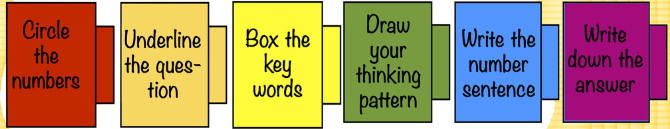 Circle
the
numbers
Underline
the ques-
tion
Box the
key
words
Draw
your
thinking
pattern
Write the
number
sentence
Write
down the
answer